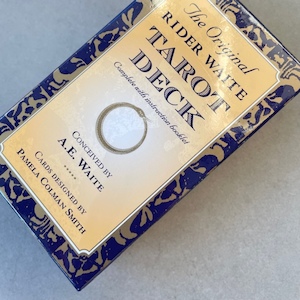 The Original
RIDER WAITE
TAROT
DECK
Complete with instruction booklet
CONCEIVED BY
A.E. WAITE
CARDS DESIGNED BY
PAMELA COLMAN SMITH